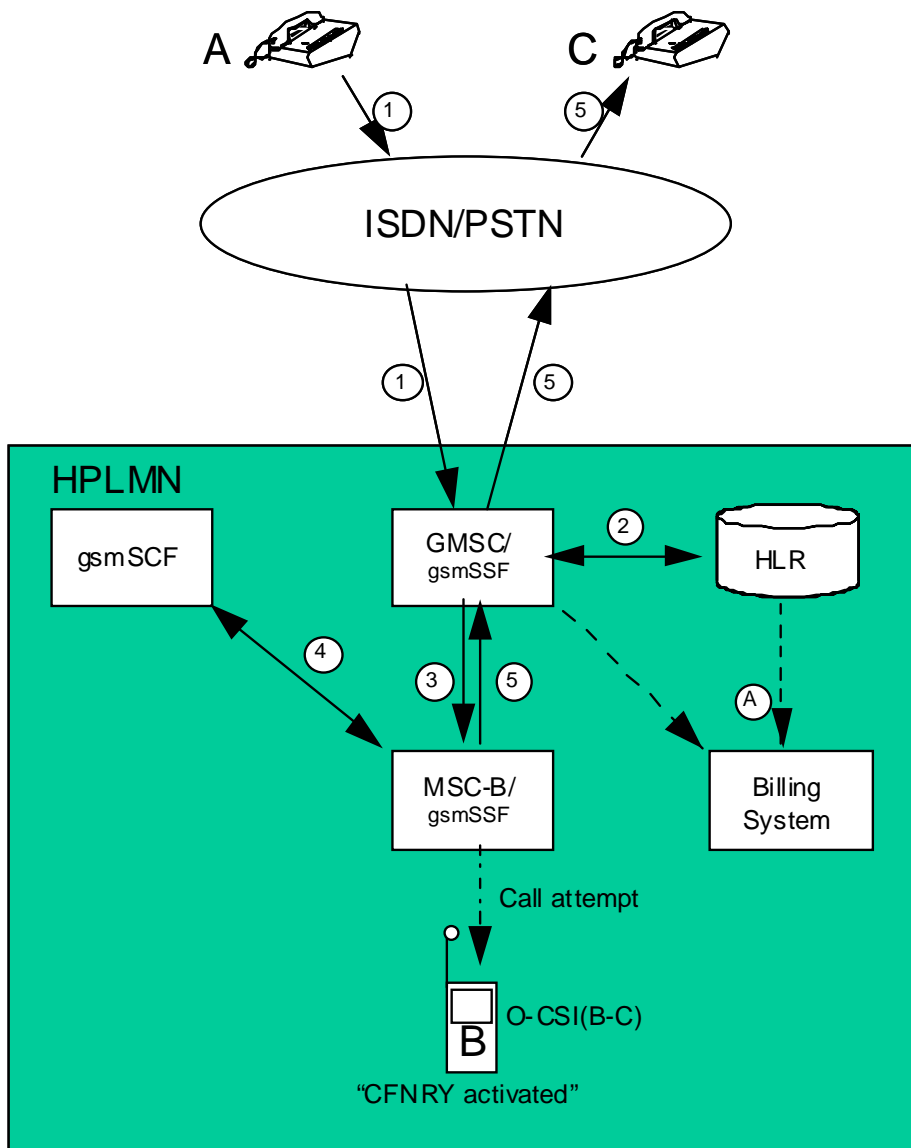 A
C
1
5
ISDN/PSTN
1
5
HPLMN
gsmSCF
GMSC/
gsmSSF
2
HLR
4
3
5
A
MSC-B/
gsmSSF
Billing
System
Call attempt
O-CSI(B-C)
B
“CFNRY activated”